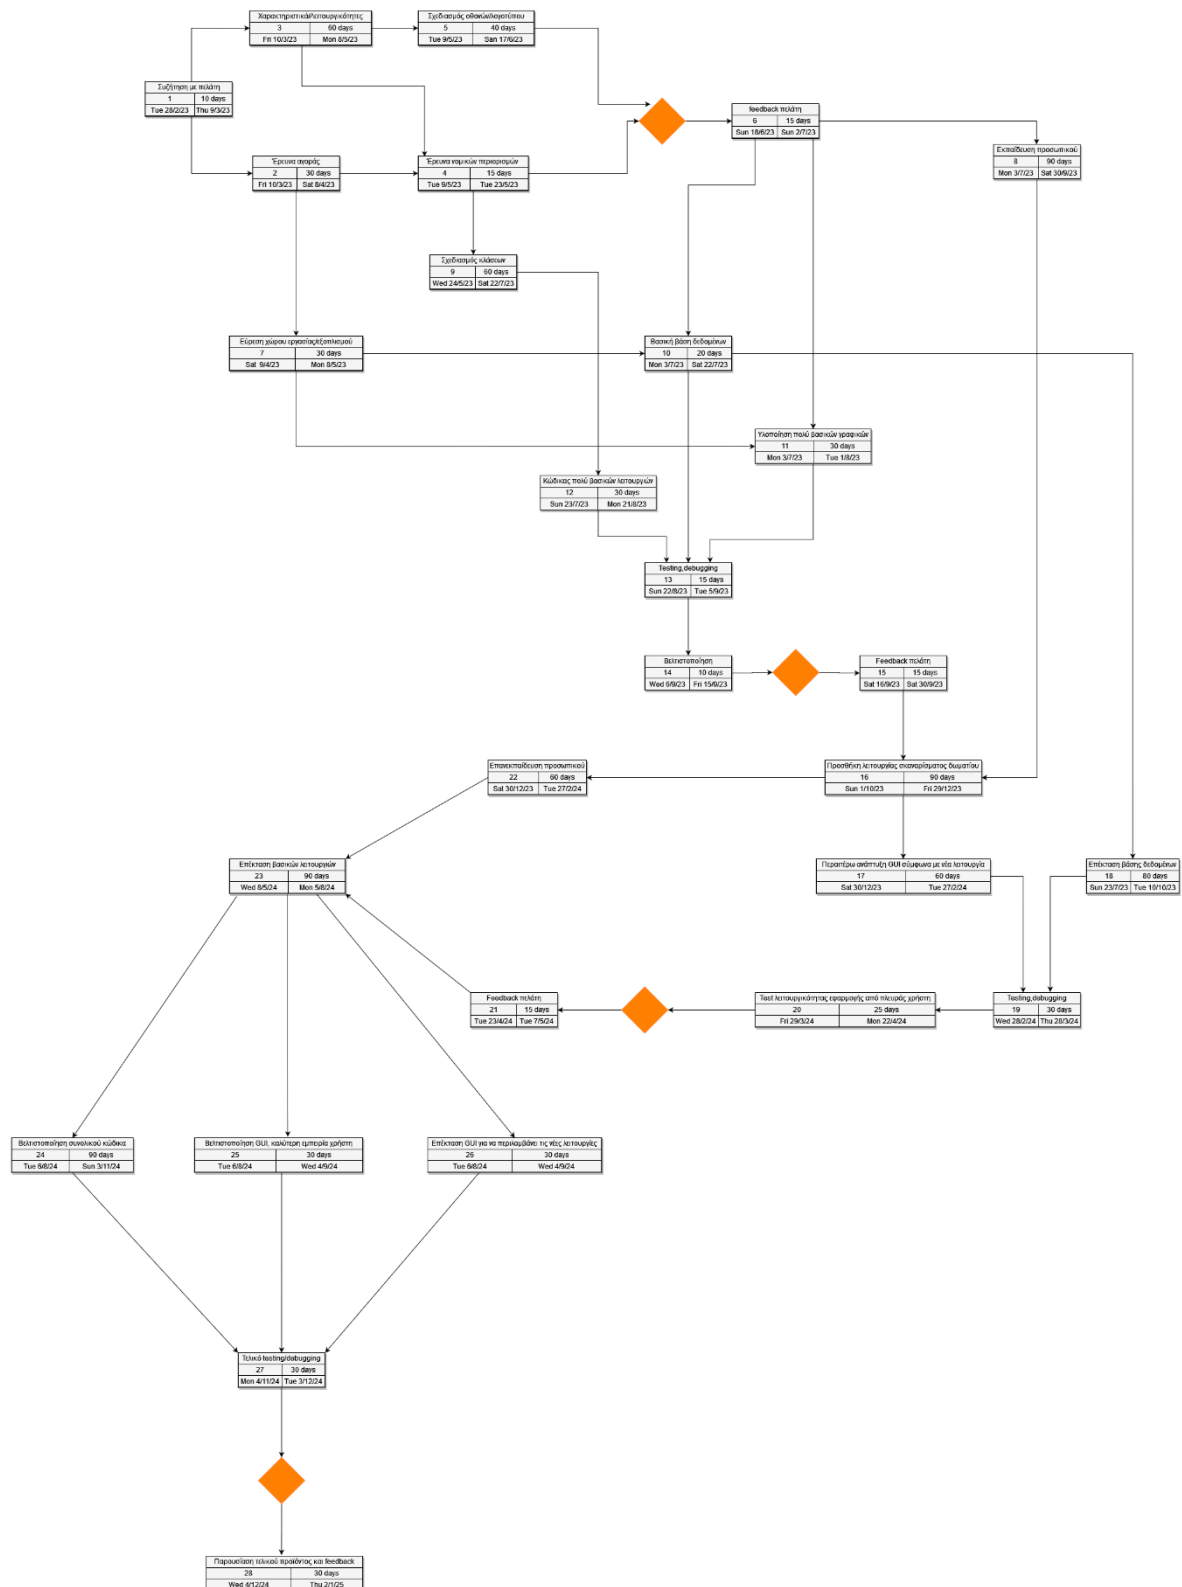 Χαρακτηριστικά/λειτουργικότητες
3 60 days
Fri 10/3/23 Mon 8/5/23
Σχεδιασμός οθονών/λογοτύπου
5 40 days
Tue 9/5/23 Sun 17/6/23
Συζήτηση με πελάτη
1 10 days
Tue 28/2/23 Thu 9/3/23
feedback πελάτη
6 15 days
Sun 18/6/23 Sun 2/7/23
Έρευνα αγοράς
2 30 days
Fri 10/3/23 Sat 8/4/23
Έρευνα νομικών περιορισμών
4 15 days
Tue 9/5/23 Tue 23/5/23
Εκπαίδευση προσωπικού
8 90 days
Mon 3/7/23 Sat 30/9/23
Σχεδιασμός κλάσεων
9 60 days
Wed 24/5/23 Sat 22/7/23
Εύρεση χώρου εργασίας/εξοπλισμού
7 30 days
Sat 9/4/23 Mon 8/5/23
Βασική βάση δεδομένων
10 20 days
Mon 3/7/23 Sat 22/7/23
Υλοποίηση πολύ βασικών γραφικών
11 30 days
Mon 3/7/23 Tue 1/8/23
Κώδικας πολύ βασικών λειτουργιών
12 30 days
Sun 23/7/23 Mon 21/8/23
Testing,debugging
13 15 days
Sun 22/8/23 Tue 5/9/23
Βελτιστοποίηση
14 10 days
Wed 6/9/23 Fri 15/9/23
Feedback πελάτη
15 15 days
Sat 16/9/23 Sat 30/9/23
Επανεκπαίδευση προσωπικού
22 60 days
Sat 30/12/23 Tue 27/2/24
Προσθήκη λειτουργίας σκαναρίσματος δωματίου
16 90 days
Sun 1/10/23 Fri 29/12/23
Επέκταση βασικών λειτουργιών
23 90 days
Wed 8/5/24 Mon 5/8/24
Περαιτέρω ανάπτυξη GUI σύμφωνα με νέα λειτουργία
17 60 days
Sat 30/12/23 Tue 27/2/24
Επέκταση βάσης δεδομένων
18 80 days
Sun 23/7/23 Tue 10/10/23
Feedback πελάτη
21 15 days
Tue 23/4/24 Tue 7/5/24
Test λειτουργικότητας εφαρμογής από πλευράς χρήστη
20 25 days
Fri 29/3/24 Mon 22/4/24
Testing,debugging
19 30 days
Wed 28/2/24 Thu 28/3/24
Βελτιστοποίηση συνολικού κώδικα
24 90 days
Tue 6/8/24 Sun 3/11/24
Βελτιστοποίηση GUI, καλύτερη εμπειρία χρήστη
25 30 days
Tue 6/8/24 Wed 4/9/24
Επέκταση GUI για να περιλαμβάνει τις νέες λειτουργίες
26 30 days
Tue 6/8/24 Wed 4/9/24
Τελικό testing/debugging
27 30 days
Mon 4/11/24 Tue 3/12/24
Παρουσίαση τελικού προϊόντος και feedback
28 30 days
Wed 4/12/24 Thu 2/1/25